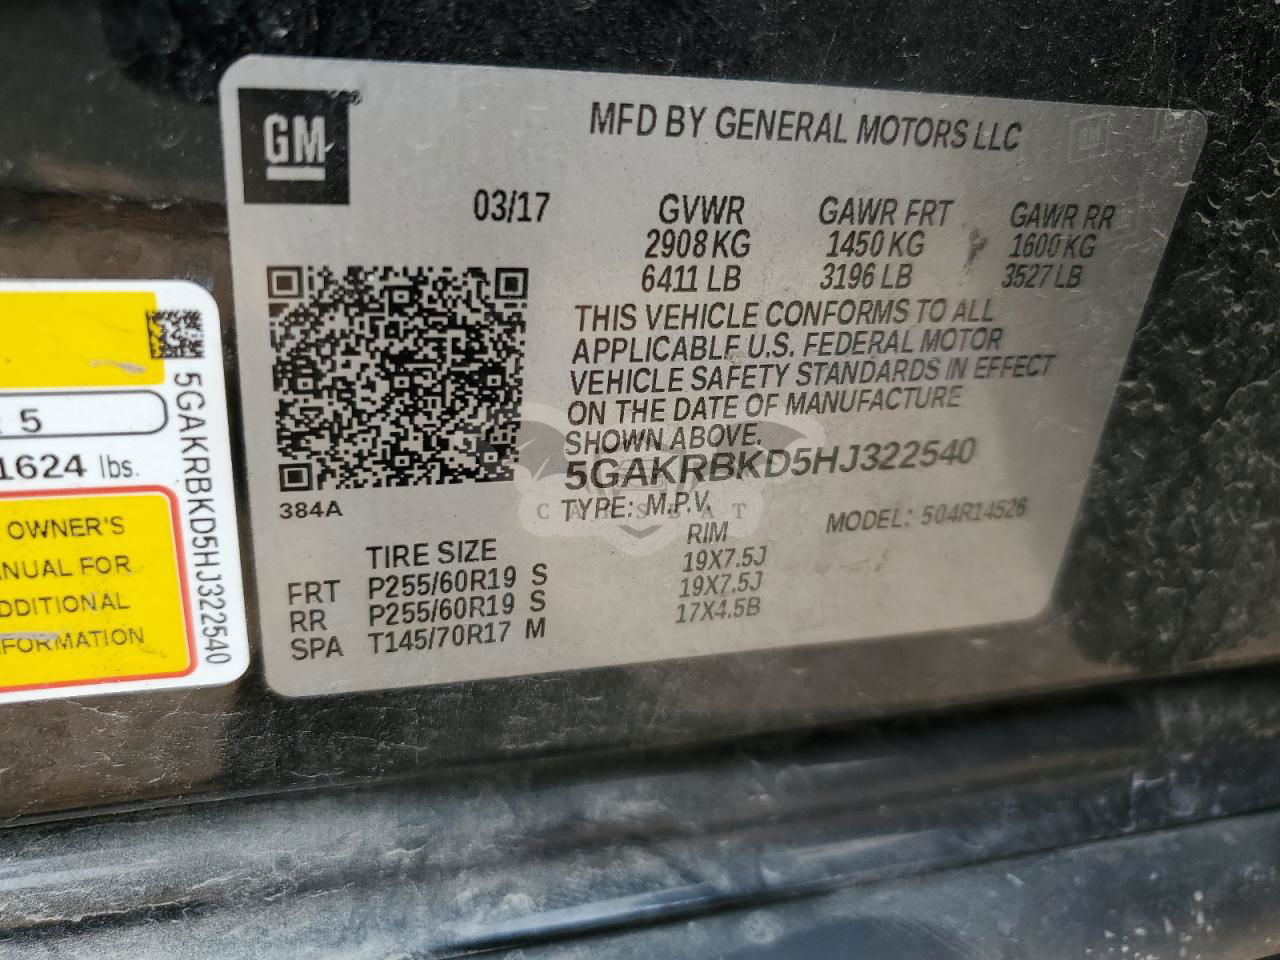 GM
MFD BY GENERAL MOTORS LLC
03/17
GVWR GAWR FRT GAWR RR
2908 KG 1450 KG 1600 KG
6411 LB 3196 LB 3527 LB
THIS VEHICLE CONFORMS TO ALL
APPLICABLE U.S. FEDERAL MOTOR
VEHICLE SAFETY STANDARDS IN EFFECT
ON THE DATE OF MANUFACTURE
SHOWN ABOVE.
5GAKRBKD5HJ322540
TYPE: M.P.V. MODEL: 504R14526
384A
TIRE SIZE RIM
FRT P255/60R19 S 19X7.5J
RR P255/60R19 S 19X7.5J
SPA T145/70R17 M 17X4.5B
5
1624 lbs.
OWNER'S
ANUAL FOR
DDITIONAL
FORMATION
5GAKRBKD5HJ322540